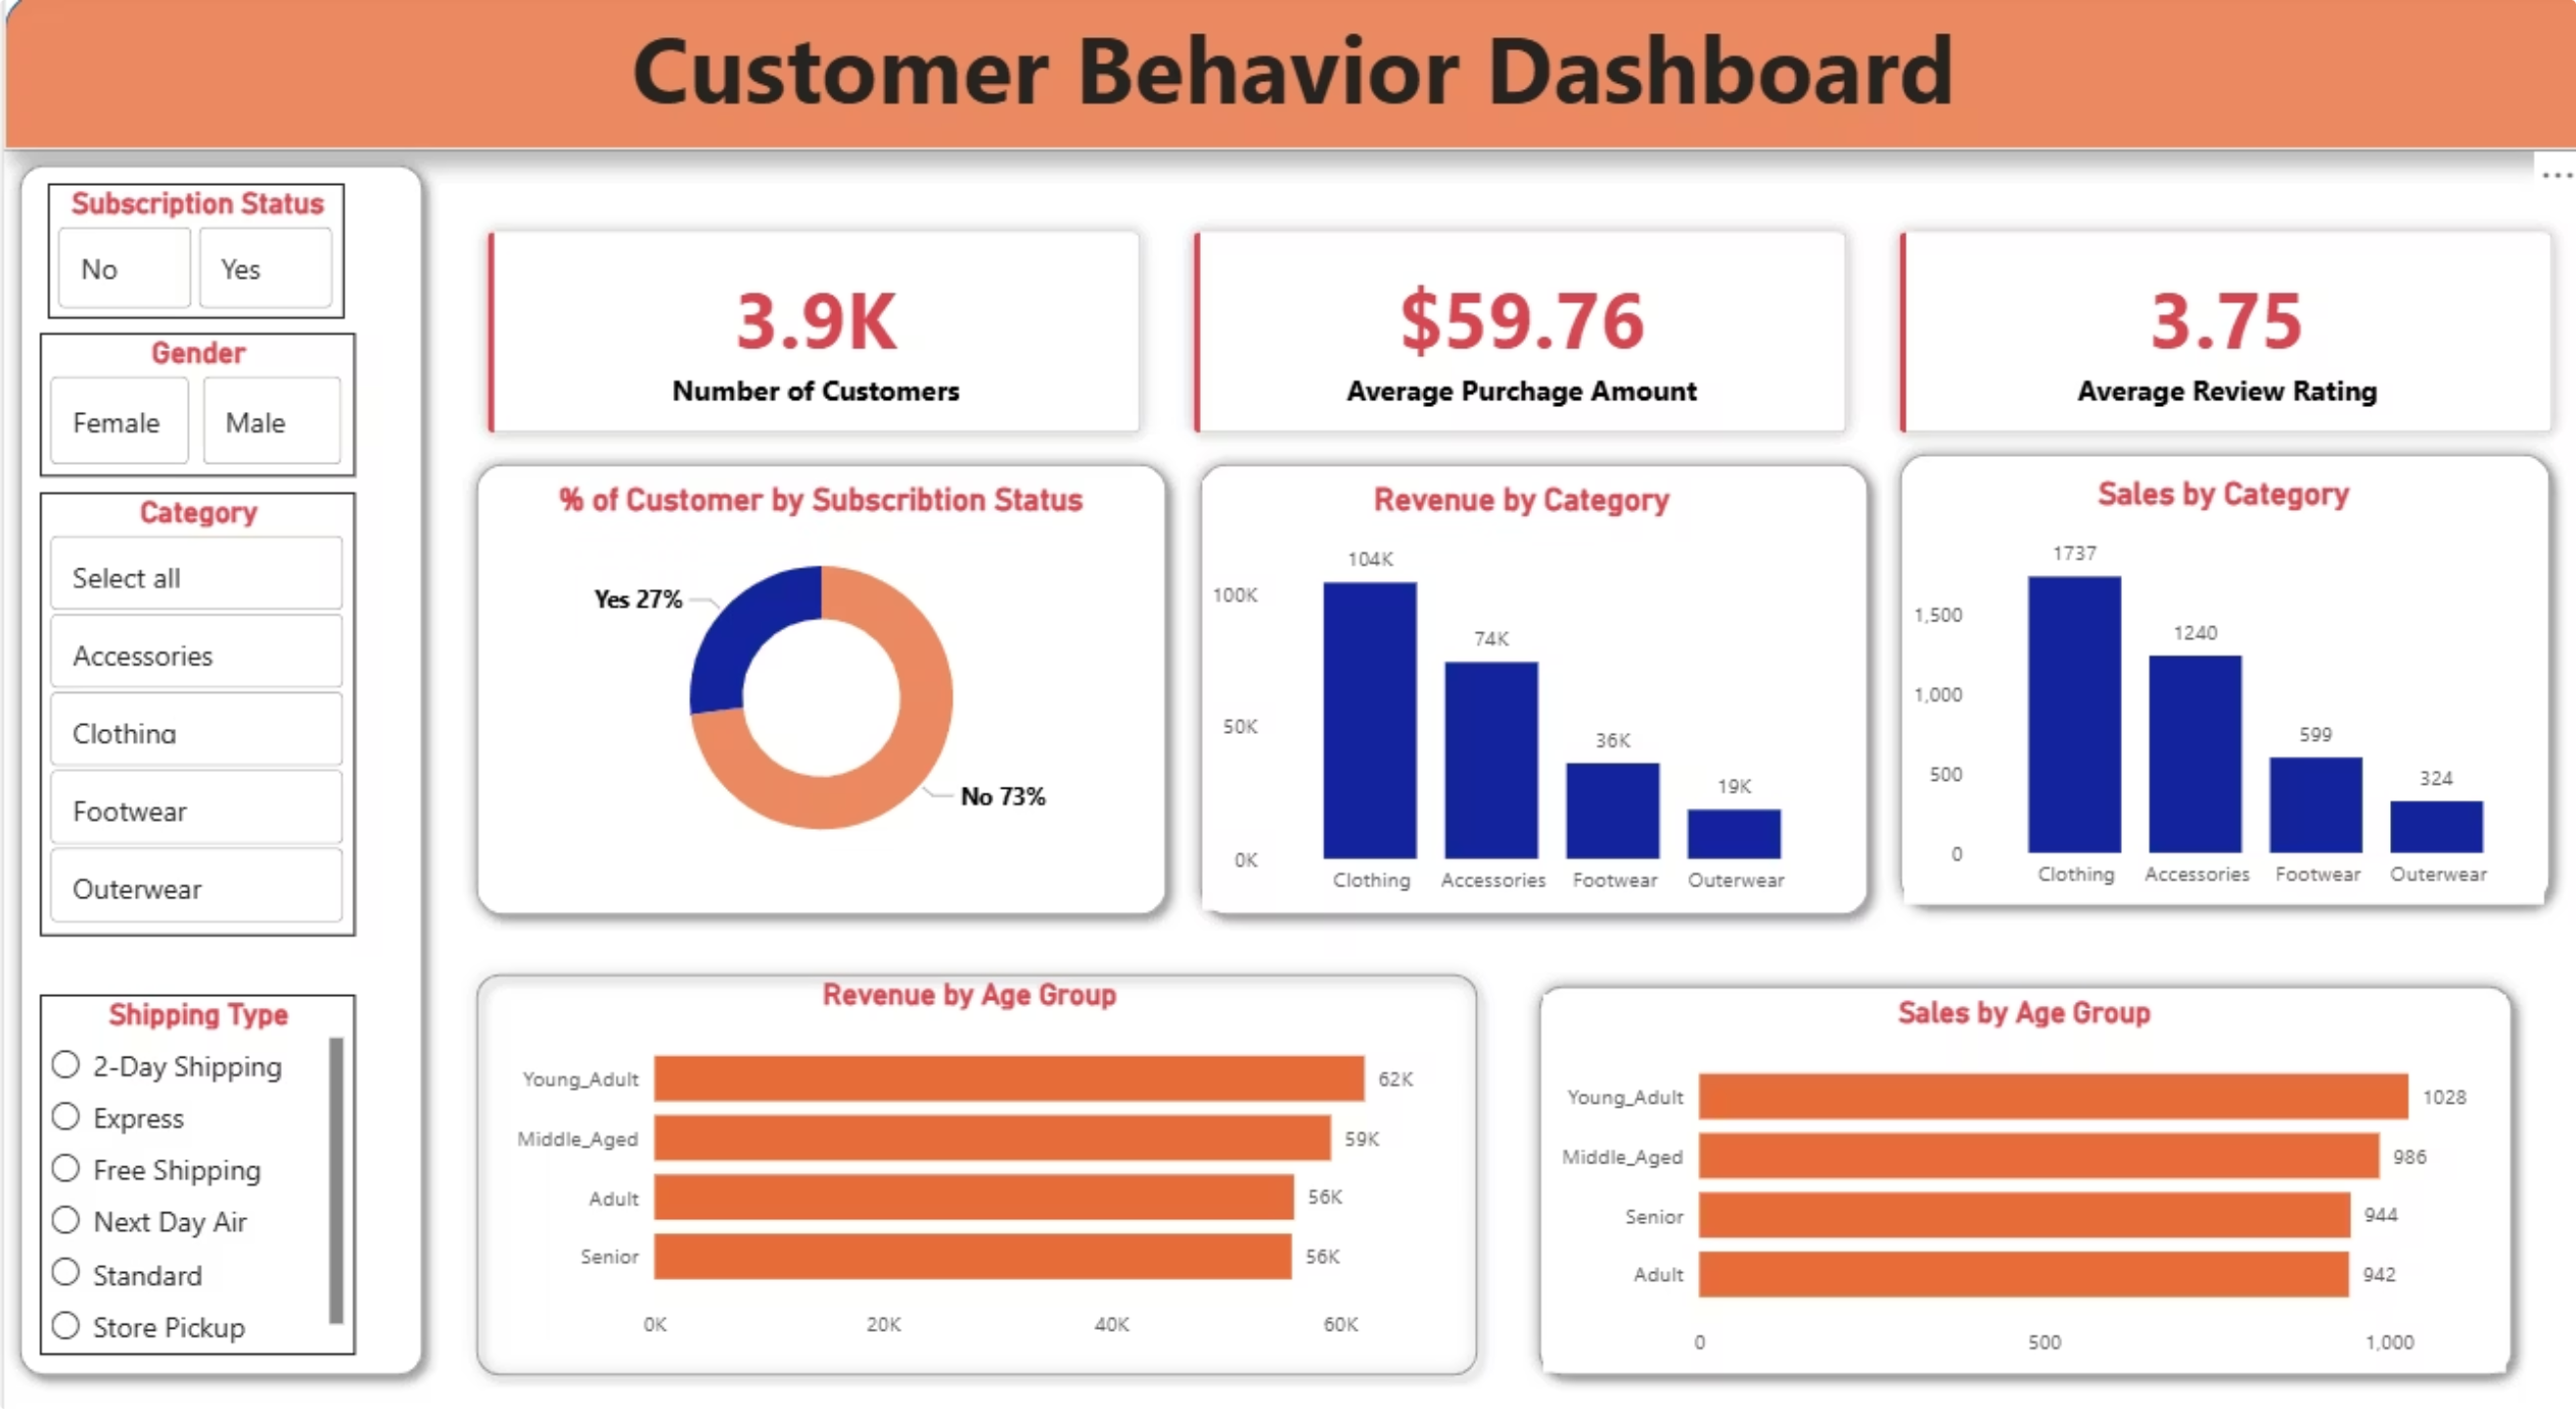 Customer Behavior Dashboard
...
Subscription Status
No
Yes
Gender
Female
Male
Category
Select all
Accessories
Clothing
Footwear
Outerwear
Shipping Type
2-Day Shipping
Express
Free Shipping
Next Day Air
Standard
Store Pickup
3.9K
Number of Customers
$59.76
Average Purchage Amount
3.75
Average Review Rating
% of Customer by Subscribtion Status
Yes 27%
No 73%
Revenue by Category
100K
50K
0K
104K
74K
36K
19K
Clothing
Accessories
Footwear
Outerwear
Sales by Category
1,500
1,000
500
0
1737
1240
599
324
Clothing
Accessories
Footwear
Outerwear
Revenue by Age Group
Young_Adult 62K
Middle_Aged 59K
Adult 56K
Senior 56K
0K 20K 40K 60K
Sales by Age Group
Young_Adult 1028
Middle_Aged 986
Senior 944
Adult 942
0 500 1,000